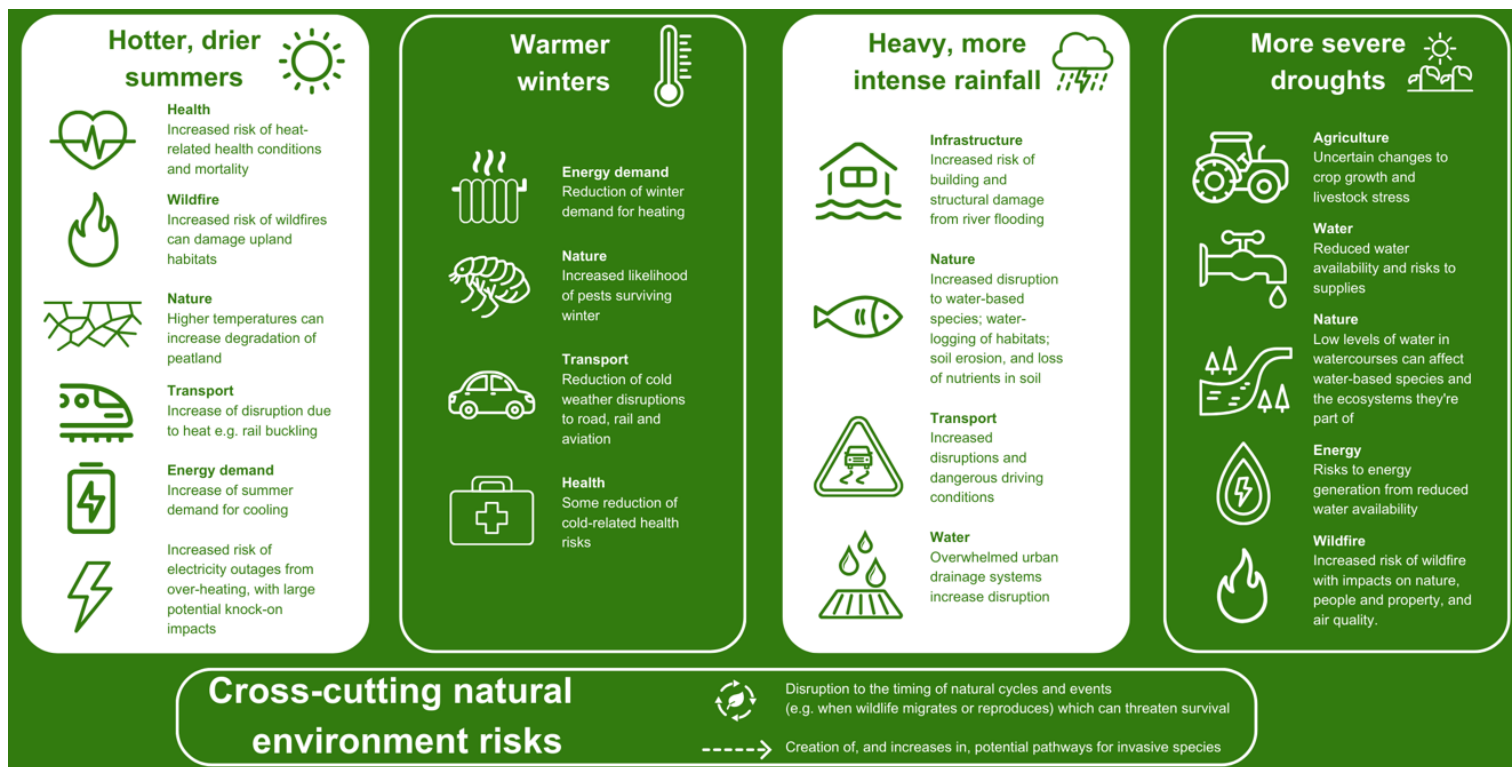 Hotter, drier
summers
Health
Increased risk of heat-
related health conditions
and mortality
Wildfire
Increased risk of wildfires
can damage upland
habitats
Nature
Higher temperatures can
increase degradation of
peatland
Transport
Increase of disruption due
to heat e.g. rail buckling
Energy demand
Increase of summer
demand for cooling
Increased risk of
electricity outages from
over-heating, with large
potential knock-on
impacts
Warmer
winters
Energy demand
Reduction of winter
demand for heating
Nature
Increased likelihood
of pests surviving
winter
Transport
Reduction of cold
weather disruptions
to road, rail and
aviation
Health
Some reduction of
cold-related health
risks
Heavy, more
intense rainfall
Infrastructure
Increased risk of
building and
structural damage
from river flooding
Nature
Increased disruption
to water-based
species; water-
logging of habitats;
soil erosion, and loss
of nutrients in soil
Transport
Increased
disruptions and
dangerous driving
conditions
Water
Overwhelmed urban
drainage systems
increase disruption
More severe
droughts
Agriculture
Uncertain changes to
crop growth and
livestock stress
Water
Reduced water
availability and risks to
supplies
Nature
Low levels of water in
watercourses can affect
water-based species and
the ecosystems they're
part of
Energy
Risks to energy
generation from reduced
water availability
Wildfire
Increased risk of wildfire
with impacts on nature,
people and property, and
air quality.
Cross-cutting natural
environment risks
Disruption to the timing of natural cycles and events
(e.g. when wildlife migrates or reproduces) which can threaten survival
Creation of, and increases in, potential pathways for invasive species